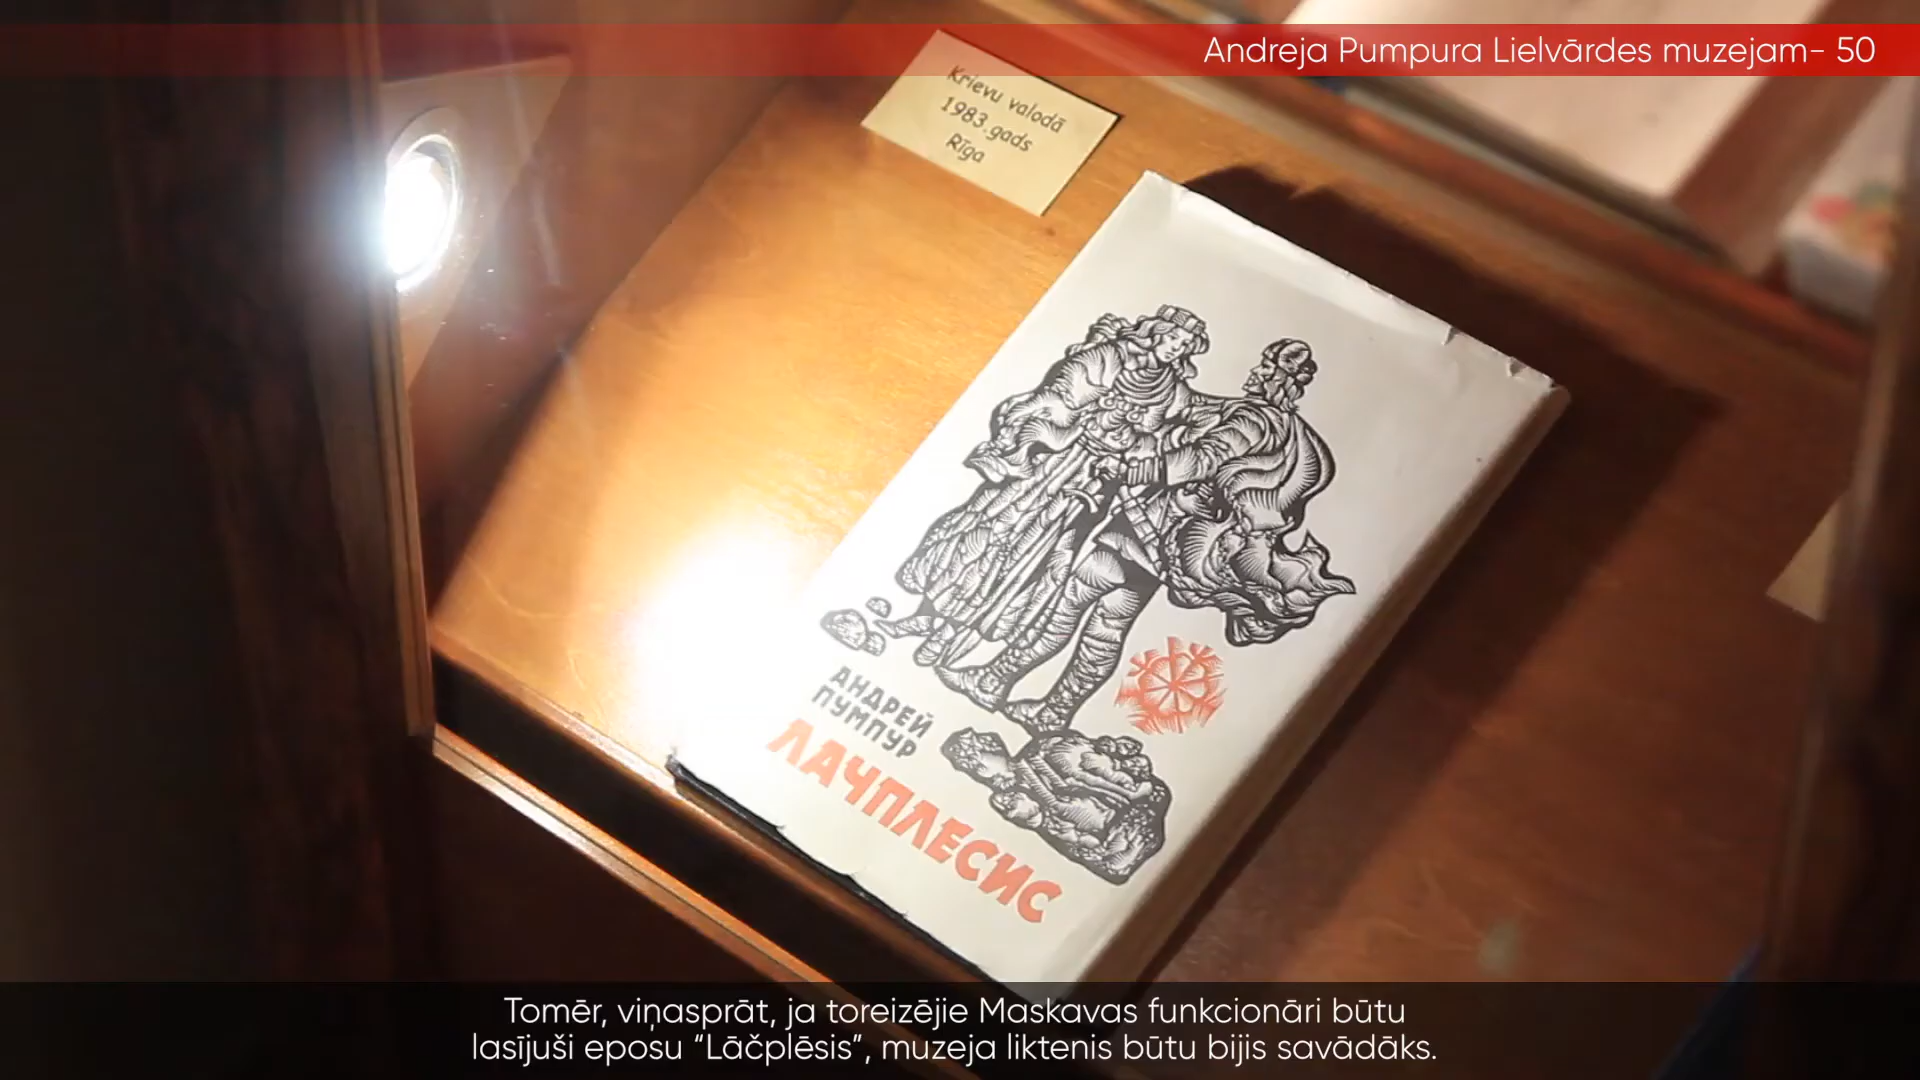 Andreja Pumpura Lielvārdes muzejam- 50
Krievu valodā
1983.gads
Rīga
АНДРЕЙ
ПУМПУР
ЛАЧПЛЕСИС
Tomēr, viņasprāt, ja toreizējie Maskavas funkcionāri būtu
lasījuši eposu “Lāčplēsis”, muzeja liktenis būtu bijis savādāks.